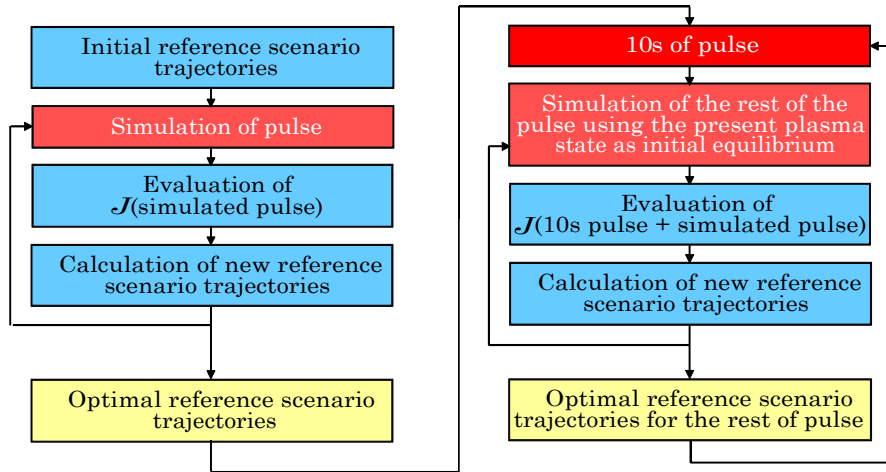 Initial reference scenario
trajectories
Simulation of pulse
Evaluation of
J(simulated pulse)
Calculation of new reference
scenario trajectories
Optimal reference scenario
trajectories
10s of pulse
Simulation of the rest of the
pulse using the present plasma
state as initial equilibrium
Evaluation of
J(10s pulse + simulated pulse)
Calculation of new reference
scenario trajectories
Optimal reference scenario
trajectories for the rest of pulse